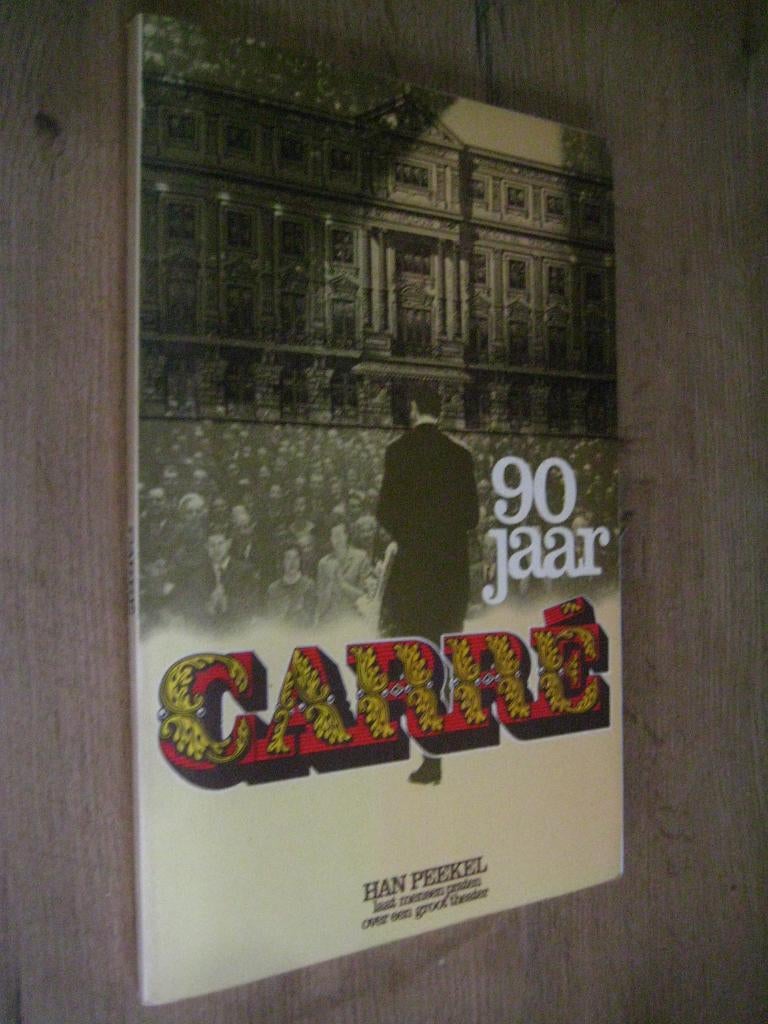 90
jaar
CARRÉ
HAN PEEKEL
laat mensen praten
over een groot theater